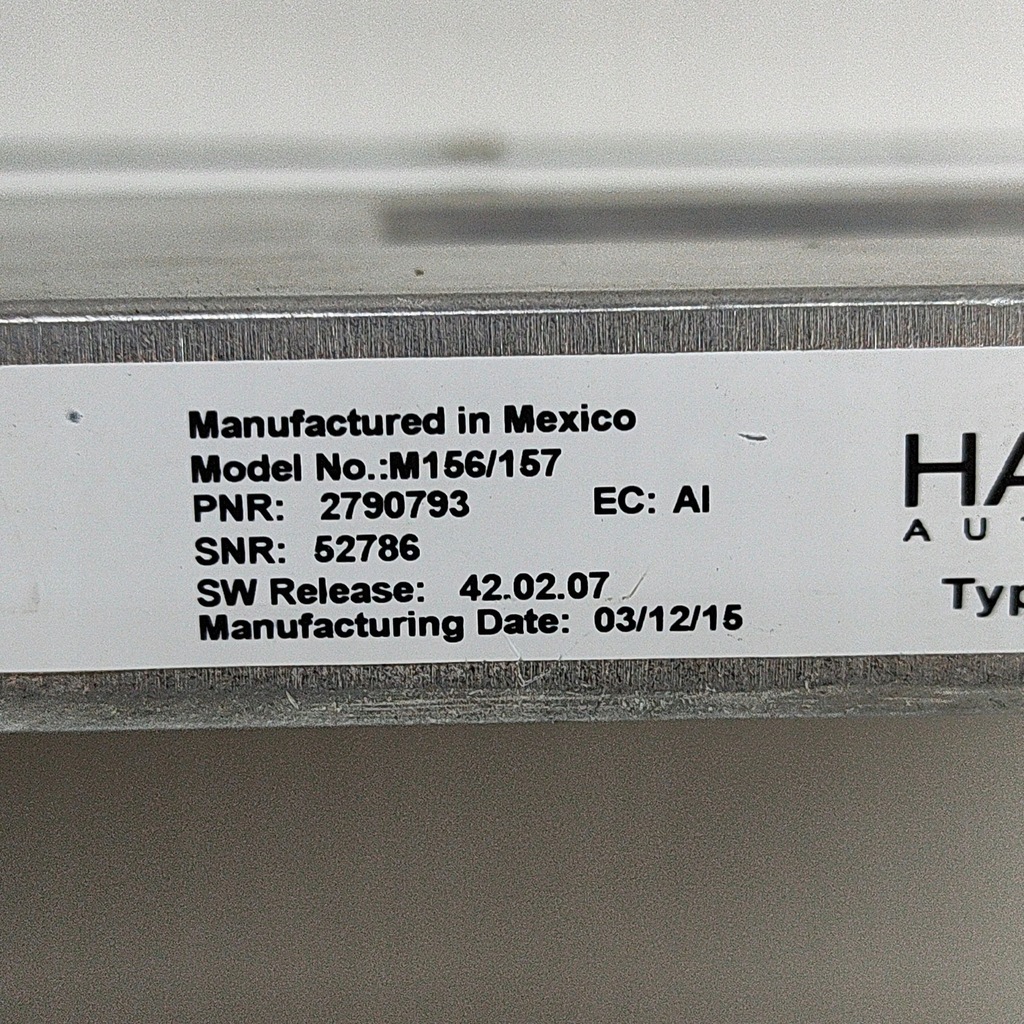 Manufactured in Mexico
Model No.:M156/157
PNR: 2790793 EC: AI
SNR: 52786
SW Release: 42.02.07
Manufacturing Date: 03/12/15
HA
AU
Typ